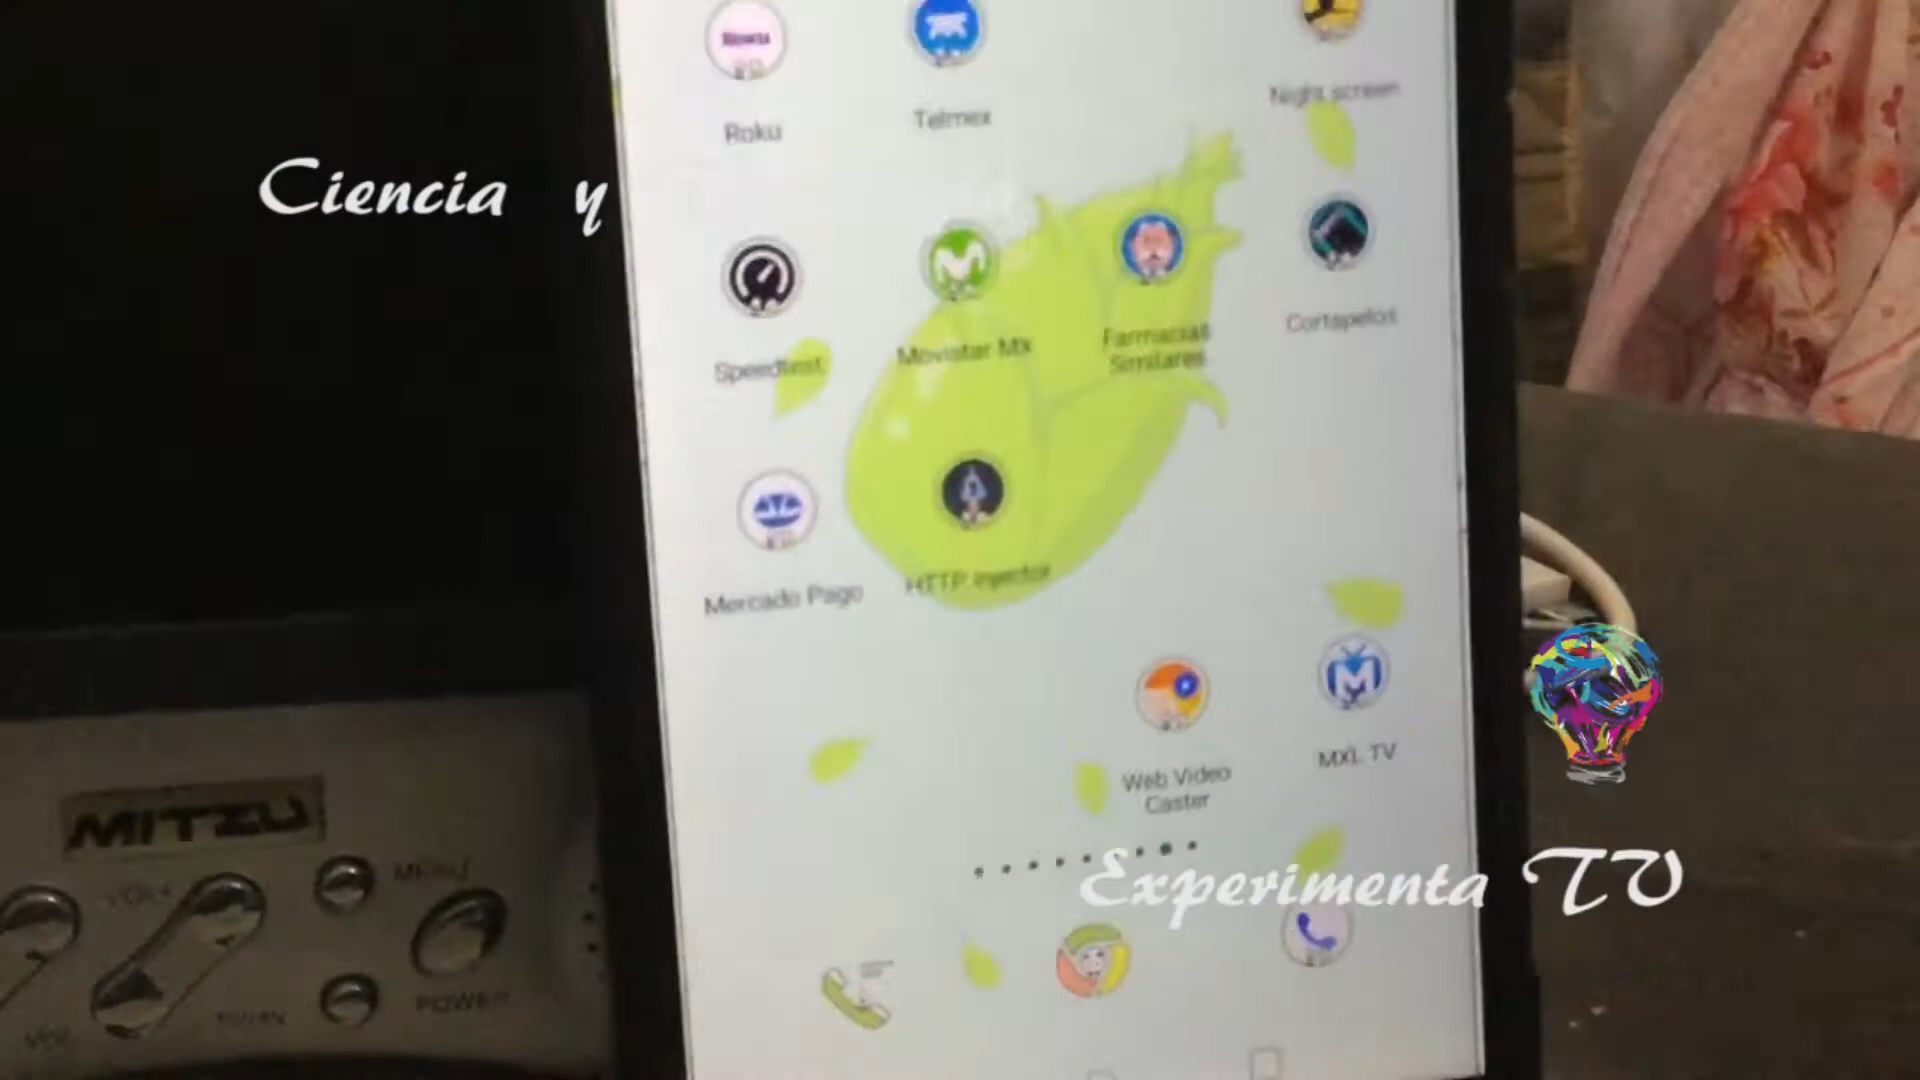 Roku
Telmex
Night screen
Ciencia y
Speedtest
Movistar Mx
Farmacias
Similares
Cortapelos
Mercado Pago
HTTP Injector
Web Video
Caster
MXL TV
MITZU
MENU
POWER
Experimenta TV